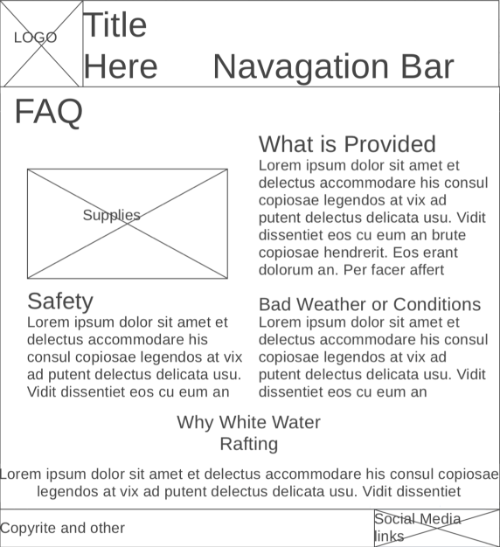 LOGO
Title
Here
Navagation Bar
FAQ
Supplies
What is Provided
Lorem ipsum dolor sit amet et
delectus accommodare his consul
copiosae legendos at vix ad
putent delectus delicata usu. Vidit
dissentiet eos cu eum an brute
copiosae hendrerit. Eos erant
dolorum an. Per facer affert
Safety
Lorem ipsum dolor sit amet et
delectus accommodare his
consul copiosae legendos at vix
ad putent delectus delicata usu.
Vidit dissentiet eos cu eum an
Bad Weather or Conditions
Lorem ipsum dolor sit amet et
delectus accommodare his consul
copiosae legendos at vix ad
putent delectus delicata usu. Vidit
dissentiet eos cu eum an
Why White Water
Rafting
Lorem ipsum dolor sit amet et delectus accommodare his consul copiosae
legendos at vix ad putent delectus delicata usu. Vidit dissentiet
Copyrite and other
Social Media
links